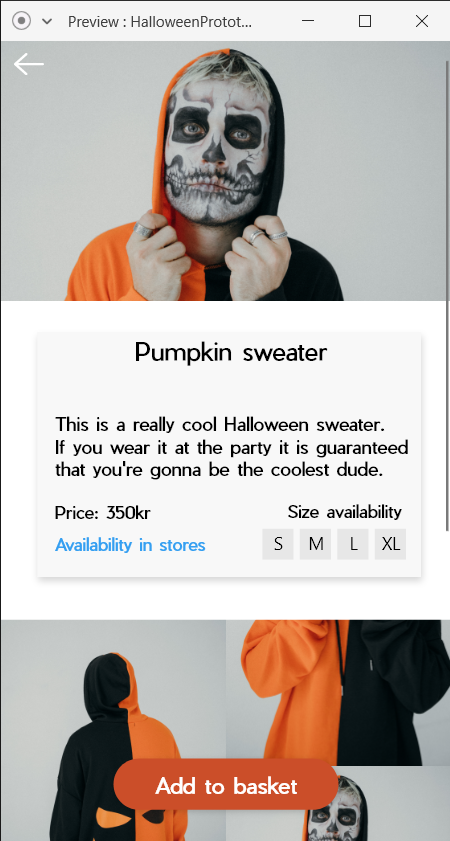 Preview : HalloweenProtot...
Pumpkin sweater
This is a really cool Halloween sweater.
If you wear it at the party it is guaranteed
that you're gonna be the coolest dude.
Price: 350kr
Size availability
Availability in stores
S M L XL
Add to basket